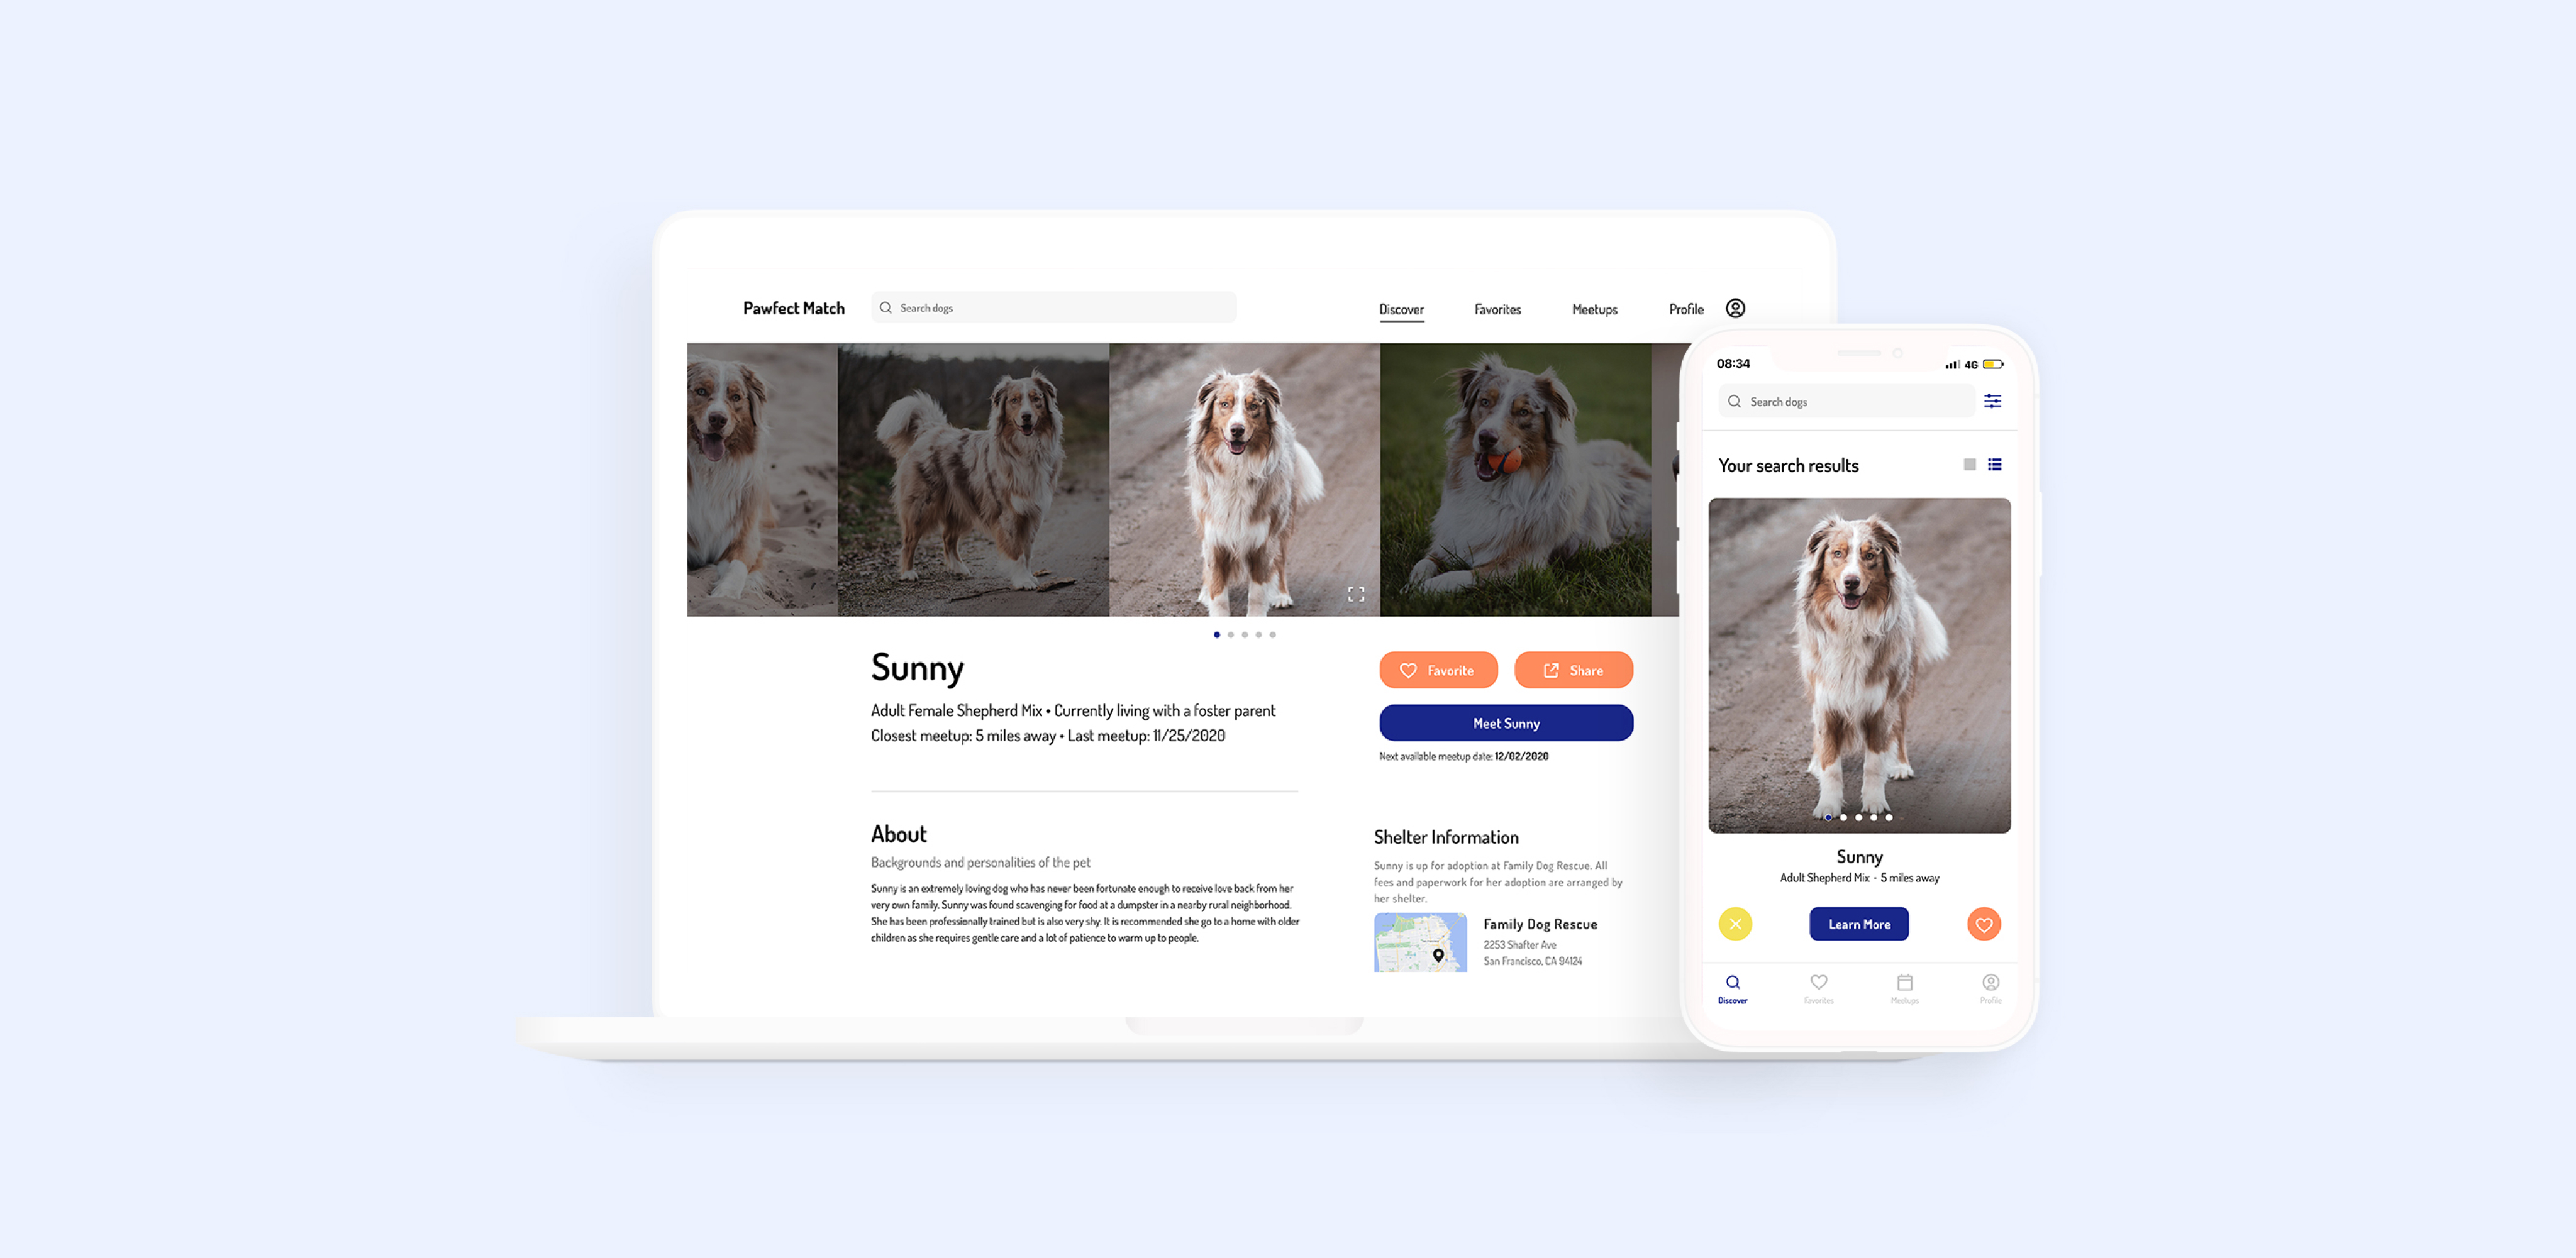 Pawfect Match
Search dogs
Discover
Favorites
Meetups
Profile
Sunny
Adult Female Shepherd Mix • Currently living with a foster parent
Closest meetup: 5 miles away • Last meetup: 11/25/2020
Favorite
Share
Meet Sunny
Next available meetup date: 12/02/2020
About
Backgrounds and personalities of the pet
Sunny is an extremely loving dog who has never been fortunate enough to receive love back from her
very own family. Sunny was found scavenging for food at a dumpster in a nearby rural neighborhood.
She has been professionally trained but is also very shy. It is recommended she go to a home with older
children as she requires gentle care and a lot of patience to warm up to people.
Shelter Information
Sunny is up for adoption at Family Dog Rescue. All
fees and paperwork for her adoption are arranged by
her shelter.
Family Dog Rescue
2253 Shafter Ave
San Francisco, CA 94124
08:34
4G
Search dogs
Your search results
Sunny
Adult Shepherd Mix - 5 miles away
Learn More
Discover
Favorites
Meetups
Profile